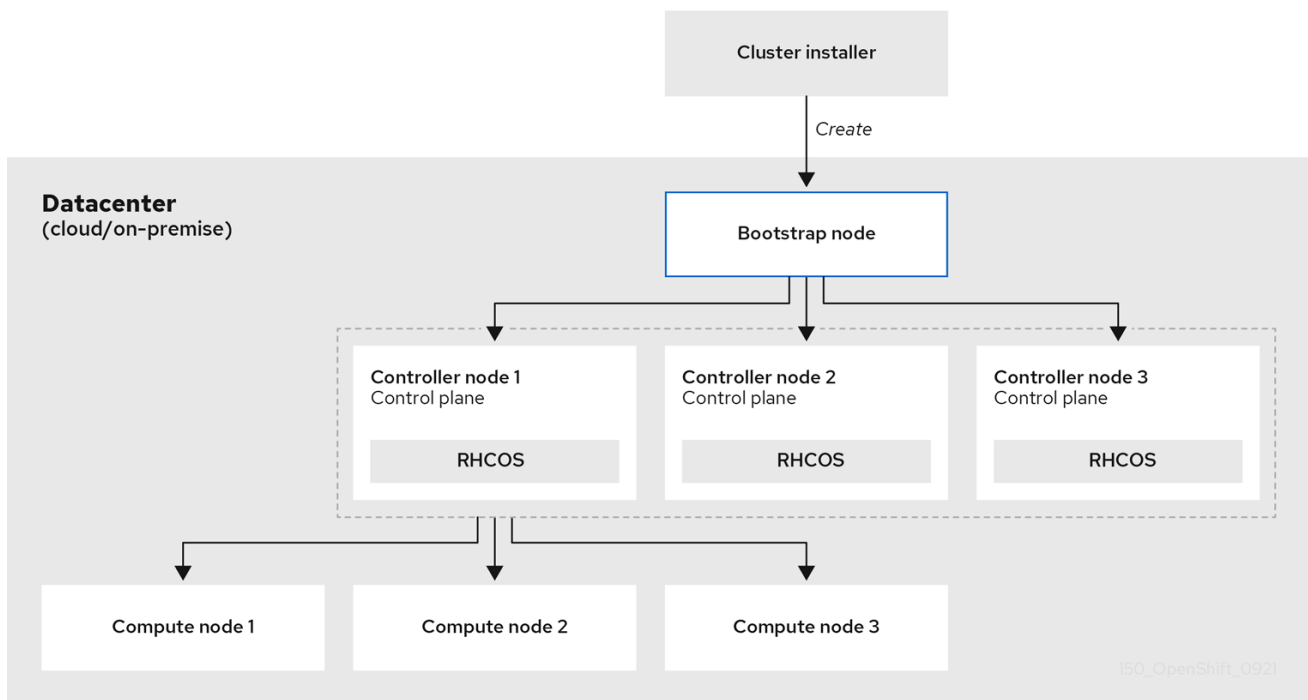 Cluster installer
Create
Datacenter
(cloud/on-premise)
Bootstrap node
Controller node 1
Control plane
RHCOS
Controller node 2
Control plane
RHCOS
Controller node 3
Control plane
RHCOS
Compute node 1
Compute node 2
Compute node 3
150_OpenShift_0921